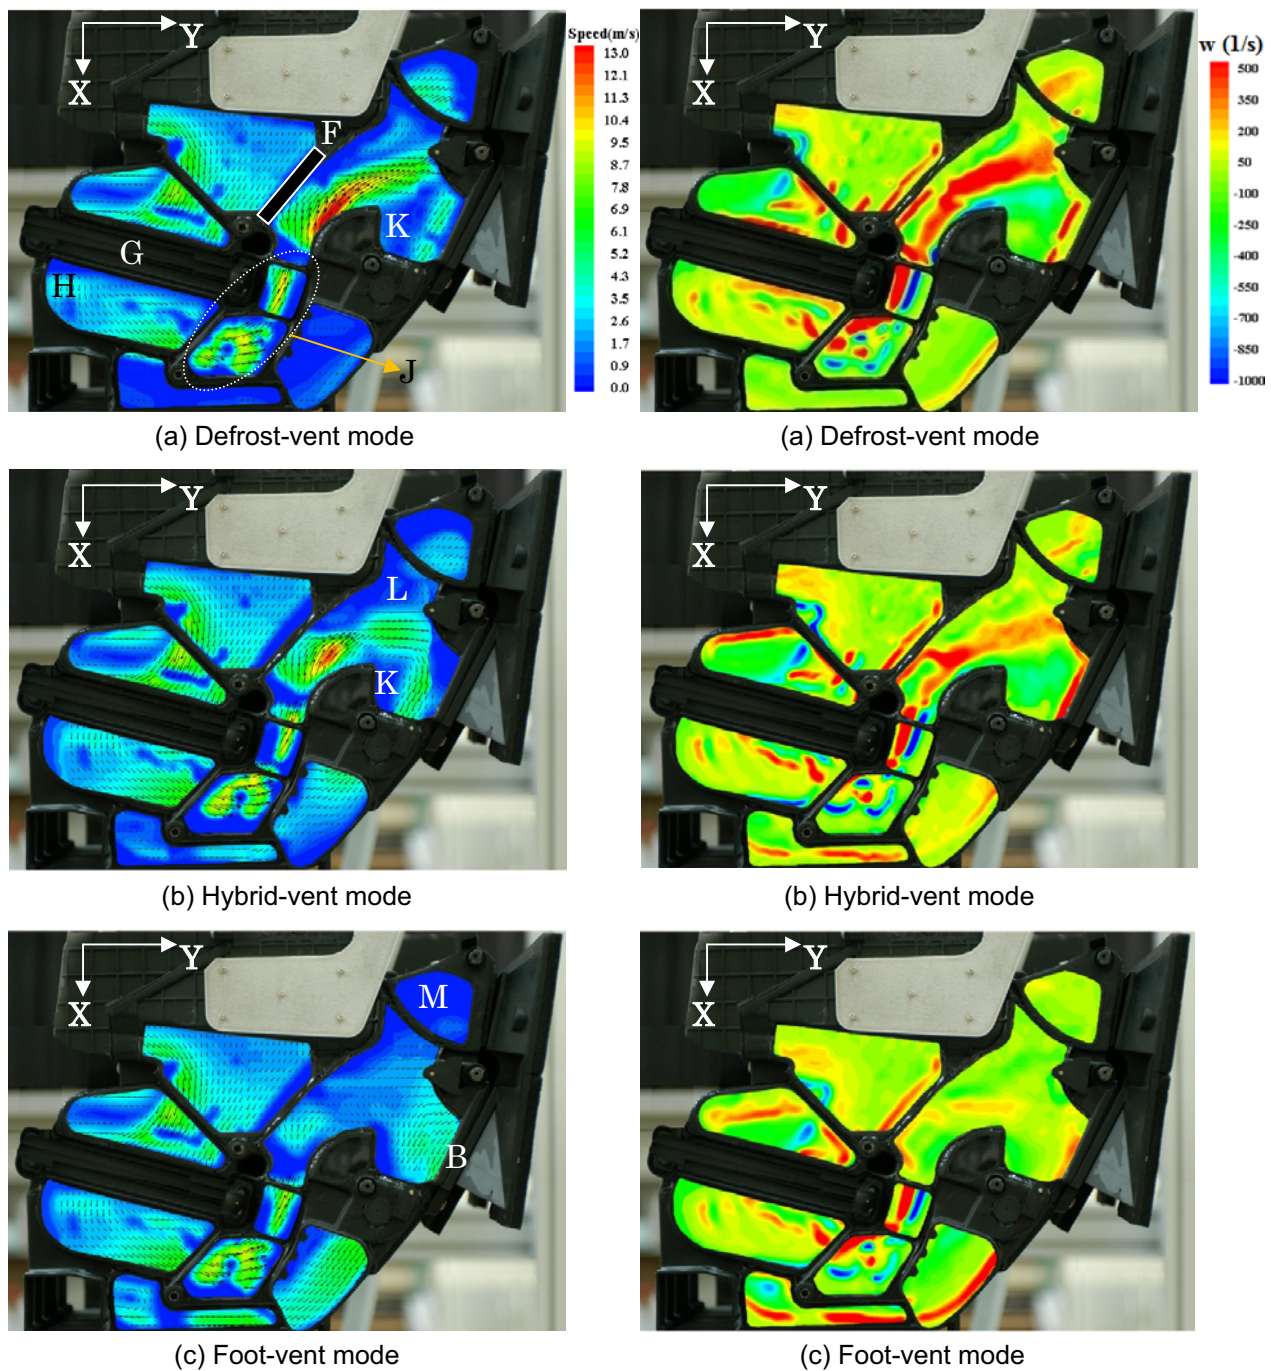 Y
X
F
G
H
K
J
Speed(m/s)
13.0
12.1
11.3
10.4
9.5
8.7
7.8
6.9
6.1
5.2
4.3
3.5
2.6
1.7
0.9
0.0
(a) Defrost-vent mode
Y
X
w (1/s)
500
350
200
50
-100
-250
-400
-550
-700
-850
-1000
(a) Defrost-vent mode
Y
X
L
K
(b) Hybrid-vent mode
Y
X
(b) Hybrid-vent mode
Y
X
M
B
(c) Foot-vent mode
Y
X
(c) Foot-vent mode